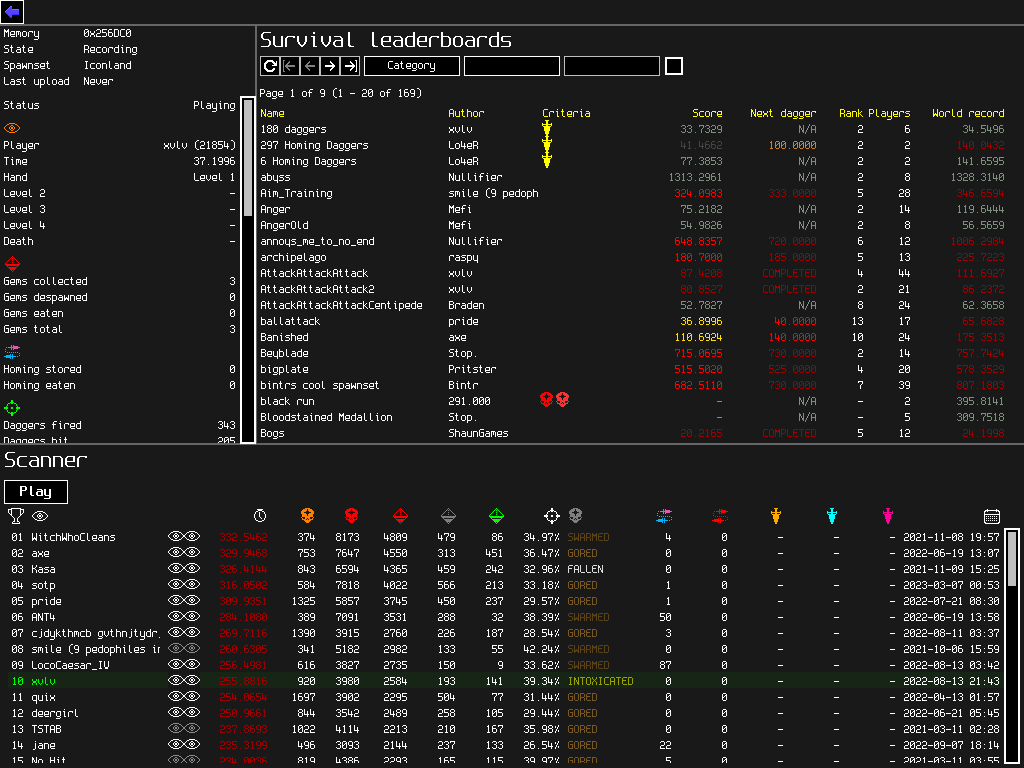 Memory 0x256DC0
State Recording
Spawnset Iconland
Last upload Never
Status Playing
Player xvlv (21854)
Time 37.1996
Hand Level 1
Level 2 –
Level 3 –
Level 4 –
Death –
Gems collected 3
Gems despawned 0
Gems eaten 0
Gems total 3
Homing stored 0
Homing eaten 0
Daggers fired 343
Daggers hit 205
Survival leaderboards
Category
Page 1 of 9 (1 – 20 of 169)
Name Author Criteria Score Next dagger Rank Players World record
180 daggers xvlv 33.7329 N/A 2 6 34.5496
297 Homing Daggers Lo4eR 41.4662 100.0000 2 2 140.0432
6 Homing Daggers Lo4eR 77.3853 N/A 2 2 141.6595
abyss Nullifier 1313.2961 N/A 2 8 1328.3140
Aim_Training smile (9 pedoph 324.0983 333.0000 5 28 346.6594
Anger Mefi 75.2182 N/A 2 14 119.6444
AngerOld Mefi 54.9826 N/A 2 8 56.5659
annoys_me_to_no_end Nullifier 648.8357 720.0000 6 12 1006.2984
archipelago raspy 180.7000 185.0000 5 13 225.7223
AttackAttackAttack xvlv 87.4208 COMPLETED 4 44 111.6927
AttackAttackAttack2 xvlv 80.8527 COMPLETED 2 21 86.2372
AttackAttackAttackCentipede Braden 52.7827 N/A 8 24 62.3658
ballattack pride 36.8996 40.0000 13 17 65.6828
Banished axe 110.6924 140.0000 10 24 175.3513
Beyblade Stop. 715.0695 730.0000 2 14 757.7424
bigplate Pritster 515.5020 525.0000 4 20 578.3529
bintrs cool spawnset Bintr 682.5110 730.0000 7 39 807.1803
black run 291.000 – N/A – 2 395.8141
Bloodstained Medallion Stop. – N/A – 5 309.7518
Bogs ShaunGames 20.2165 COMPLETED 5 12 24.1998
Scanner
Play
01 WitchWhoCleans 332.5462 374 8173 4809 479 86 34.97% SWARMED 4 0 – – – 2021-11-08 19:57
02 axe 329.9468 753 7647 4550 313 451 36.47% GORED 0 0 – – – 2022-06-19 13:07
03 Kasa 326.4144 843 6594 4365 459 242 32.96% FALLEN 0 0 – – – 2021-11-09 15:25
04 sotp 316.0502 584 7818 4022 566 213 33.18% GORED 1 0 – – – 2023-03-07 00:53
05 pride 309.9351 1325 5857 3745 450 237 29.57% GORED 1 0 – – – 2022-07-21 08:30
06 ANT4 284.1080 389 7091 3531 288 32 38.39% SWARMED 50 0 – – – 2022-06-19 13:58
07 cjdykthmcb gvthnjtydr 269.7116 1390 3915 2760 226 187 28.54% GORED 3 0 – – – 2022-08-11 03:37
08 smile (9 pedophiles in 260.6305 341 5182 2982 133 55 42.24% GORED 0 0 – – – 2021-10-06 15:59
09 LocoCaesar_IV 256.4981 616 3827 2735 150 9 33.62% SWARMED 87 0 – – – 2022-08-13 03:42
10 xvlv 255.8816 920 3980 2584 193 141 39.34% INTOXICATED 0 0 – – – 2022-08-13 21:43
11 quix 254.0654 1697 3902 2295 504 77 31.44% GORED 0 0 – – – 2022-04-13 01:57
12 deergirl 250.9661 844 3542 2489 258 105 29.44% GORED 0 0 – – – 2022-06-21 05:45
13 TSTAB 237.8693 1022 4114 2213 210 167 35.98% GORED 0 0 – – – 2021-03-11 02:28
14 jane 235.3199 496 3093 2144 237 133 26.54% GORED 22 0 – – – 2022-09-07 18:14
15 No Hit 234.0036 819 4386 2293 165 115 39.97% GORED 5 0 – – – 2021-03-11 03:55